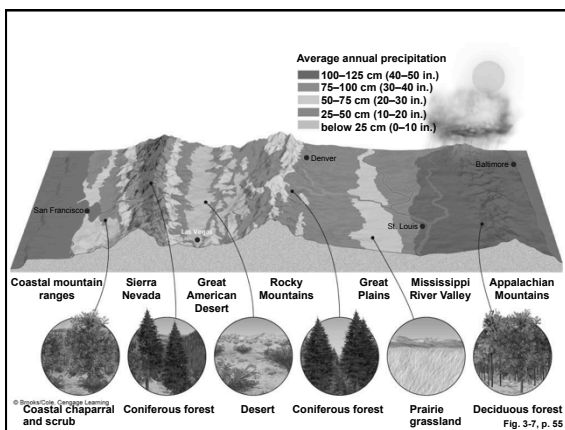 Average annual precipitation
100–125 cm (40–50 in.)
75–100 cm (30–40 in.)
50–75 cm (20–30 in.)
25–50 cm (10–20 in.)
below 25 cm (0–10 in.)
Denver
Baltimore
San Francisco
Las Vegas
St. Louis
Coastal mountain
ranges
Sierra
Nevada
Great
American
Desert
Rocky
Mountains
Great
Plains
Mississippi
River Valley
Appalachian
Mountains
© Brooks/Cole, Cengage Learning
Coastal chaparral
and scrub
Coniferous forest
Desert
Coniferous forest
Prairie
grassland
Deciduous forest
Fig. 3-7, p. 55